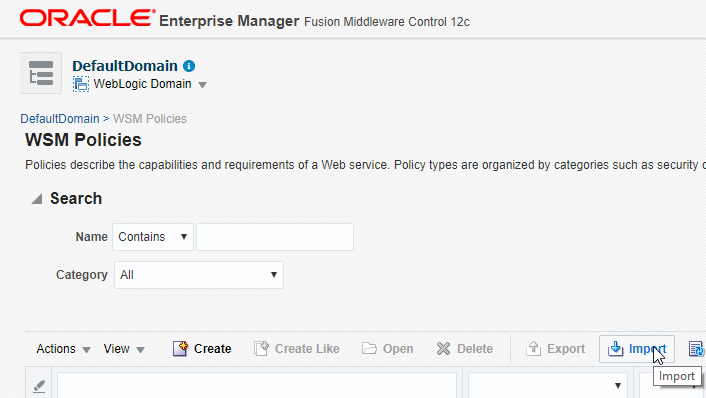 ORACLE® Enterprise Manager Fusion Middleware Control 12c
DefaultDomain
WebLogic Domain
DefaultDomain > WSM Policies
WSM Policies
Policies describe the capabilities and requirements of a Web service. Policy types are organized by categories such as security
Search
Name Contains
Category All
Actions View Create Create Like Open Delete Export Import
Import